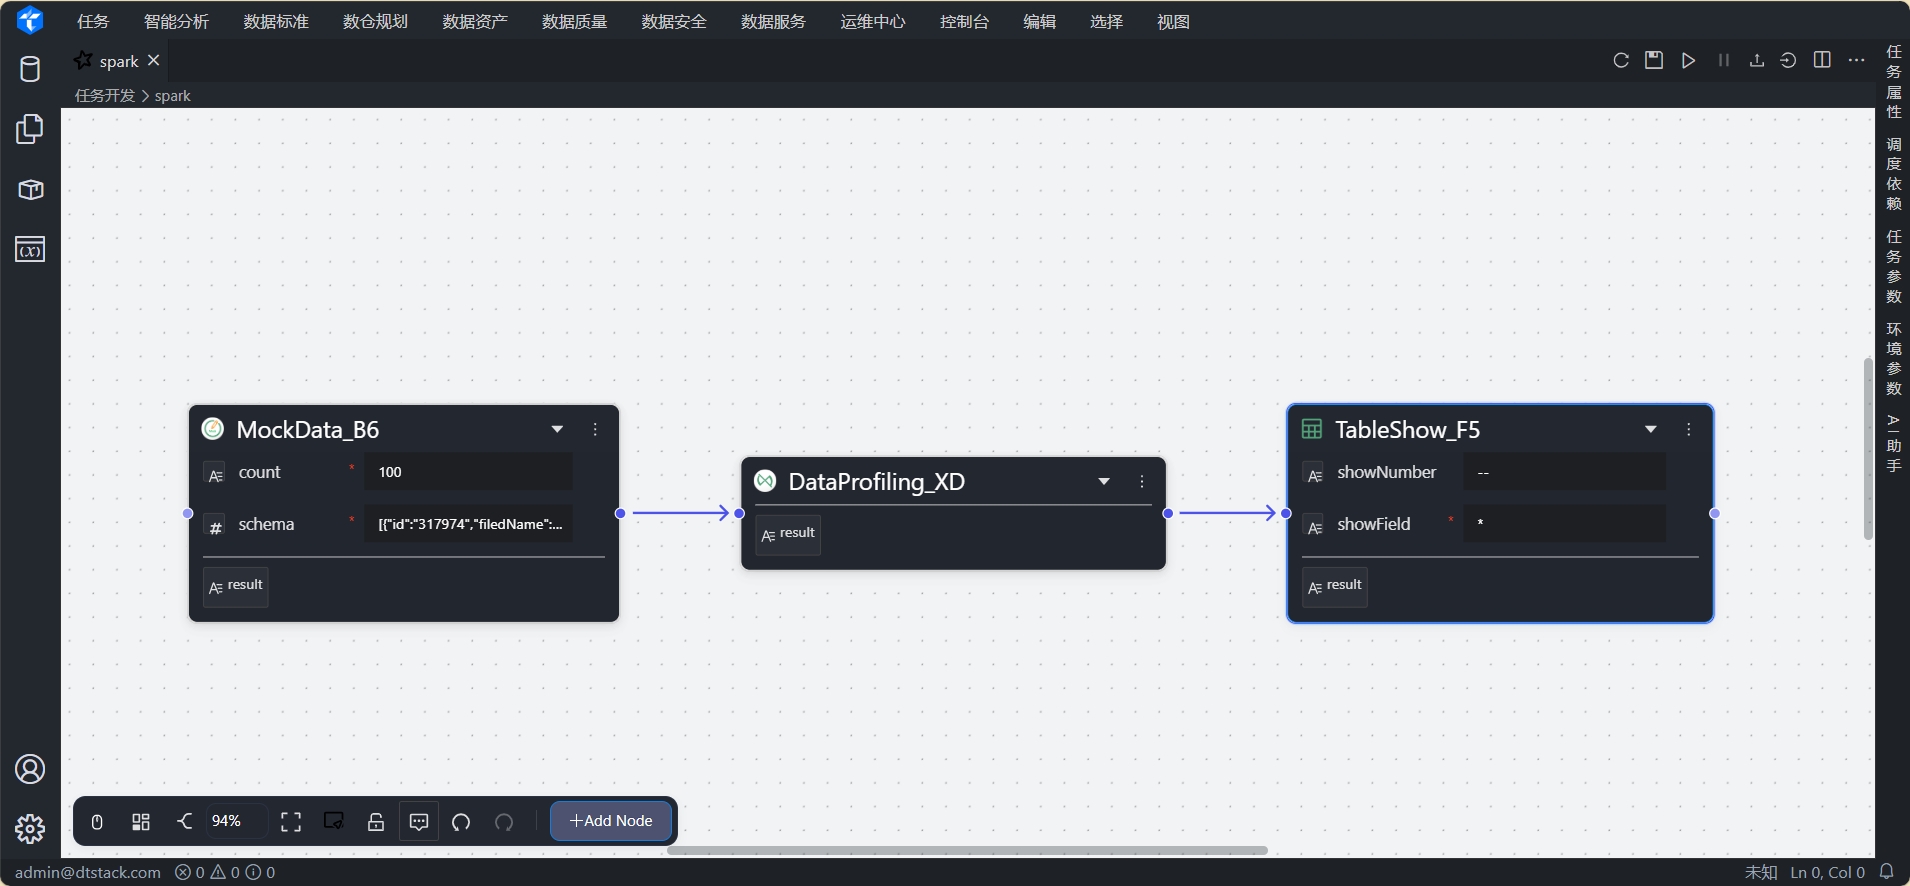 任务 智能分析 数据标准 数仓规划 数据资产 数据质量 数据安全 数据服务 运维中心 控制台 编辑 选择 视图
spark
任务开发 spark
MockData_B6
count * 100
schema * [{"id":"317974","filedName":...
result
DataProfiling_XD
result
TableShow_F5
showNumber --
showField * *
result
任务属性
调度依赖
任务参数
环境参数
AI助手
94%
+Add Node
admin@dtstack.com 0 0 0
未知 Ln 0, Col 0